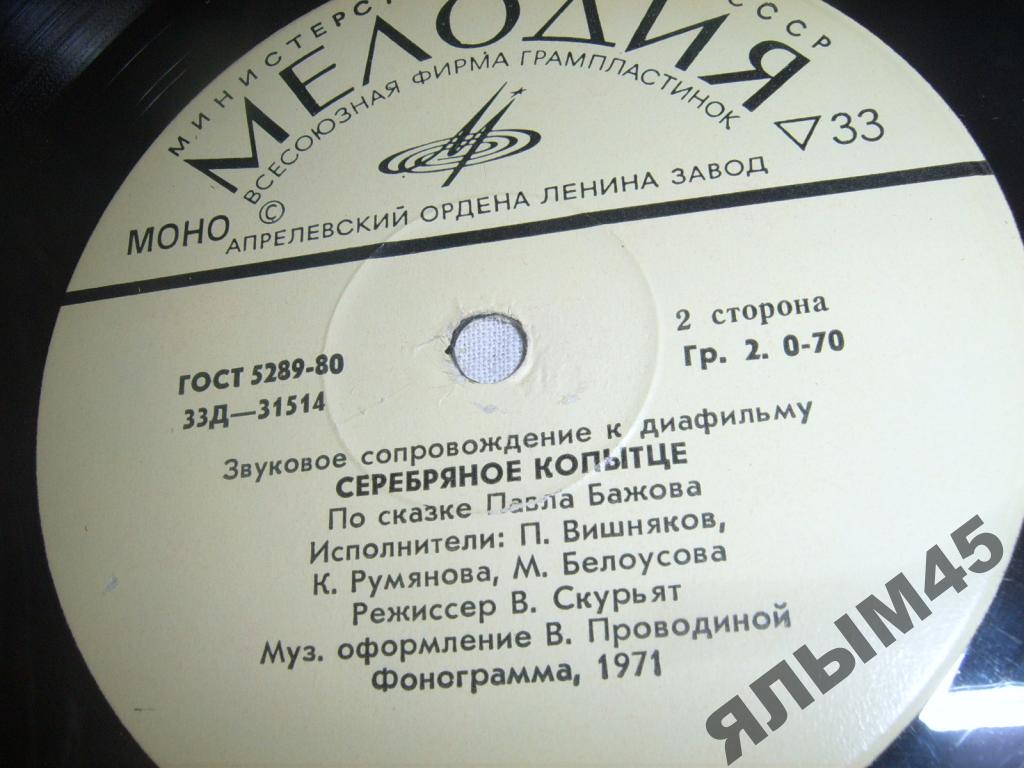 МИНИСТЕРСТ СССР
МЕЛОДИЯ
ВСЕСОЮЗНАЯ ФИРМА ГРАМПЛАСТИНОК
▽33
©
МОНО
АПРЕЛЕВСКИЙ ОРДЕНА ЛЕНИНА ЗАВОД
2 сторона
Гр. 2. 0-70
ГОСТ 5289-80
33Д—31514
Звуковое сопровождение к диафильму
СЕРЕБРЯНОЕ КОПЫТЦЕ
По сказке Павла Бажова
Исполнители: П. Вишняков,
К. Румянова, М. Белоусова
Режиссер В. Скурьят
Муз. оформление В. Проводиной
Фонограмма, 1971
ЯЛЫМ45